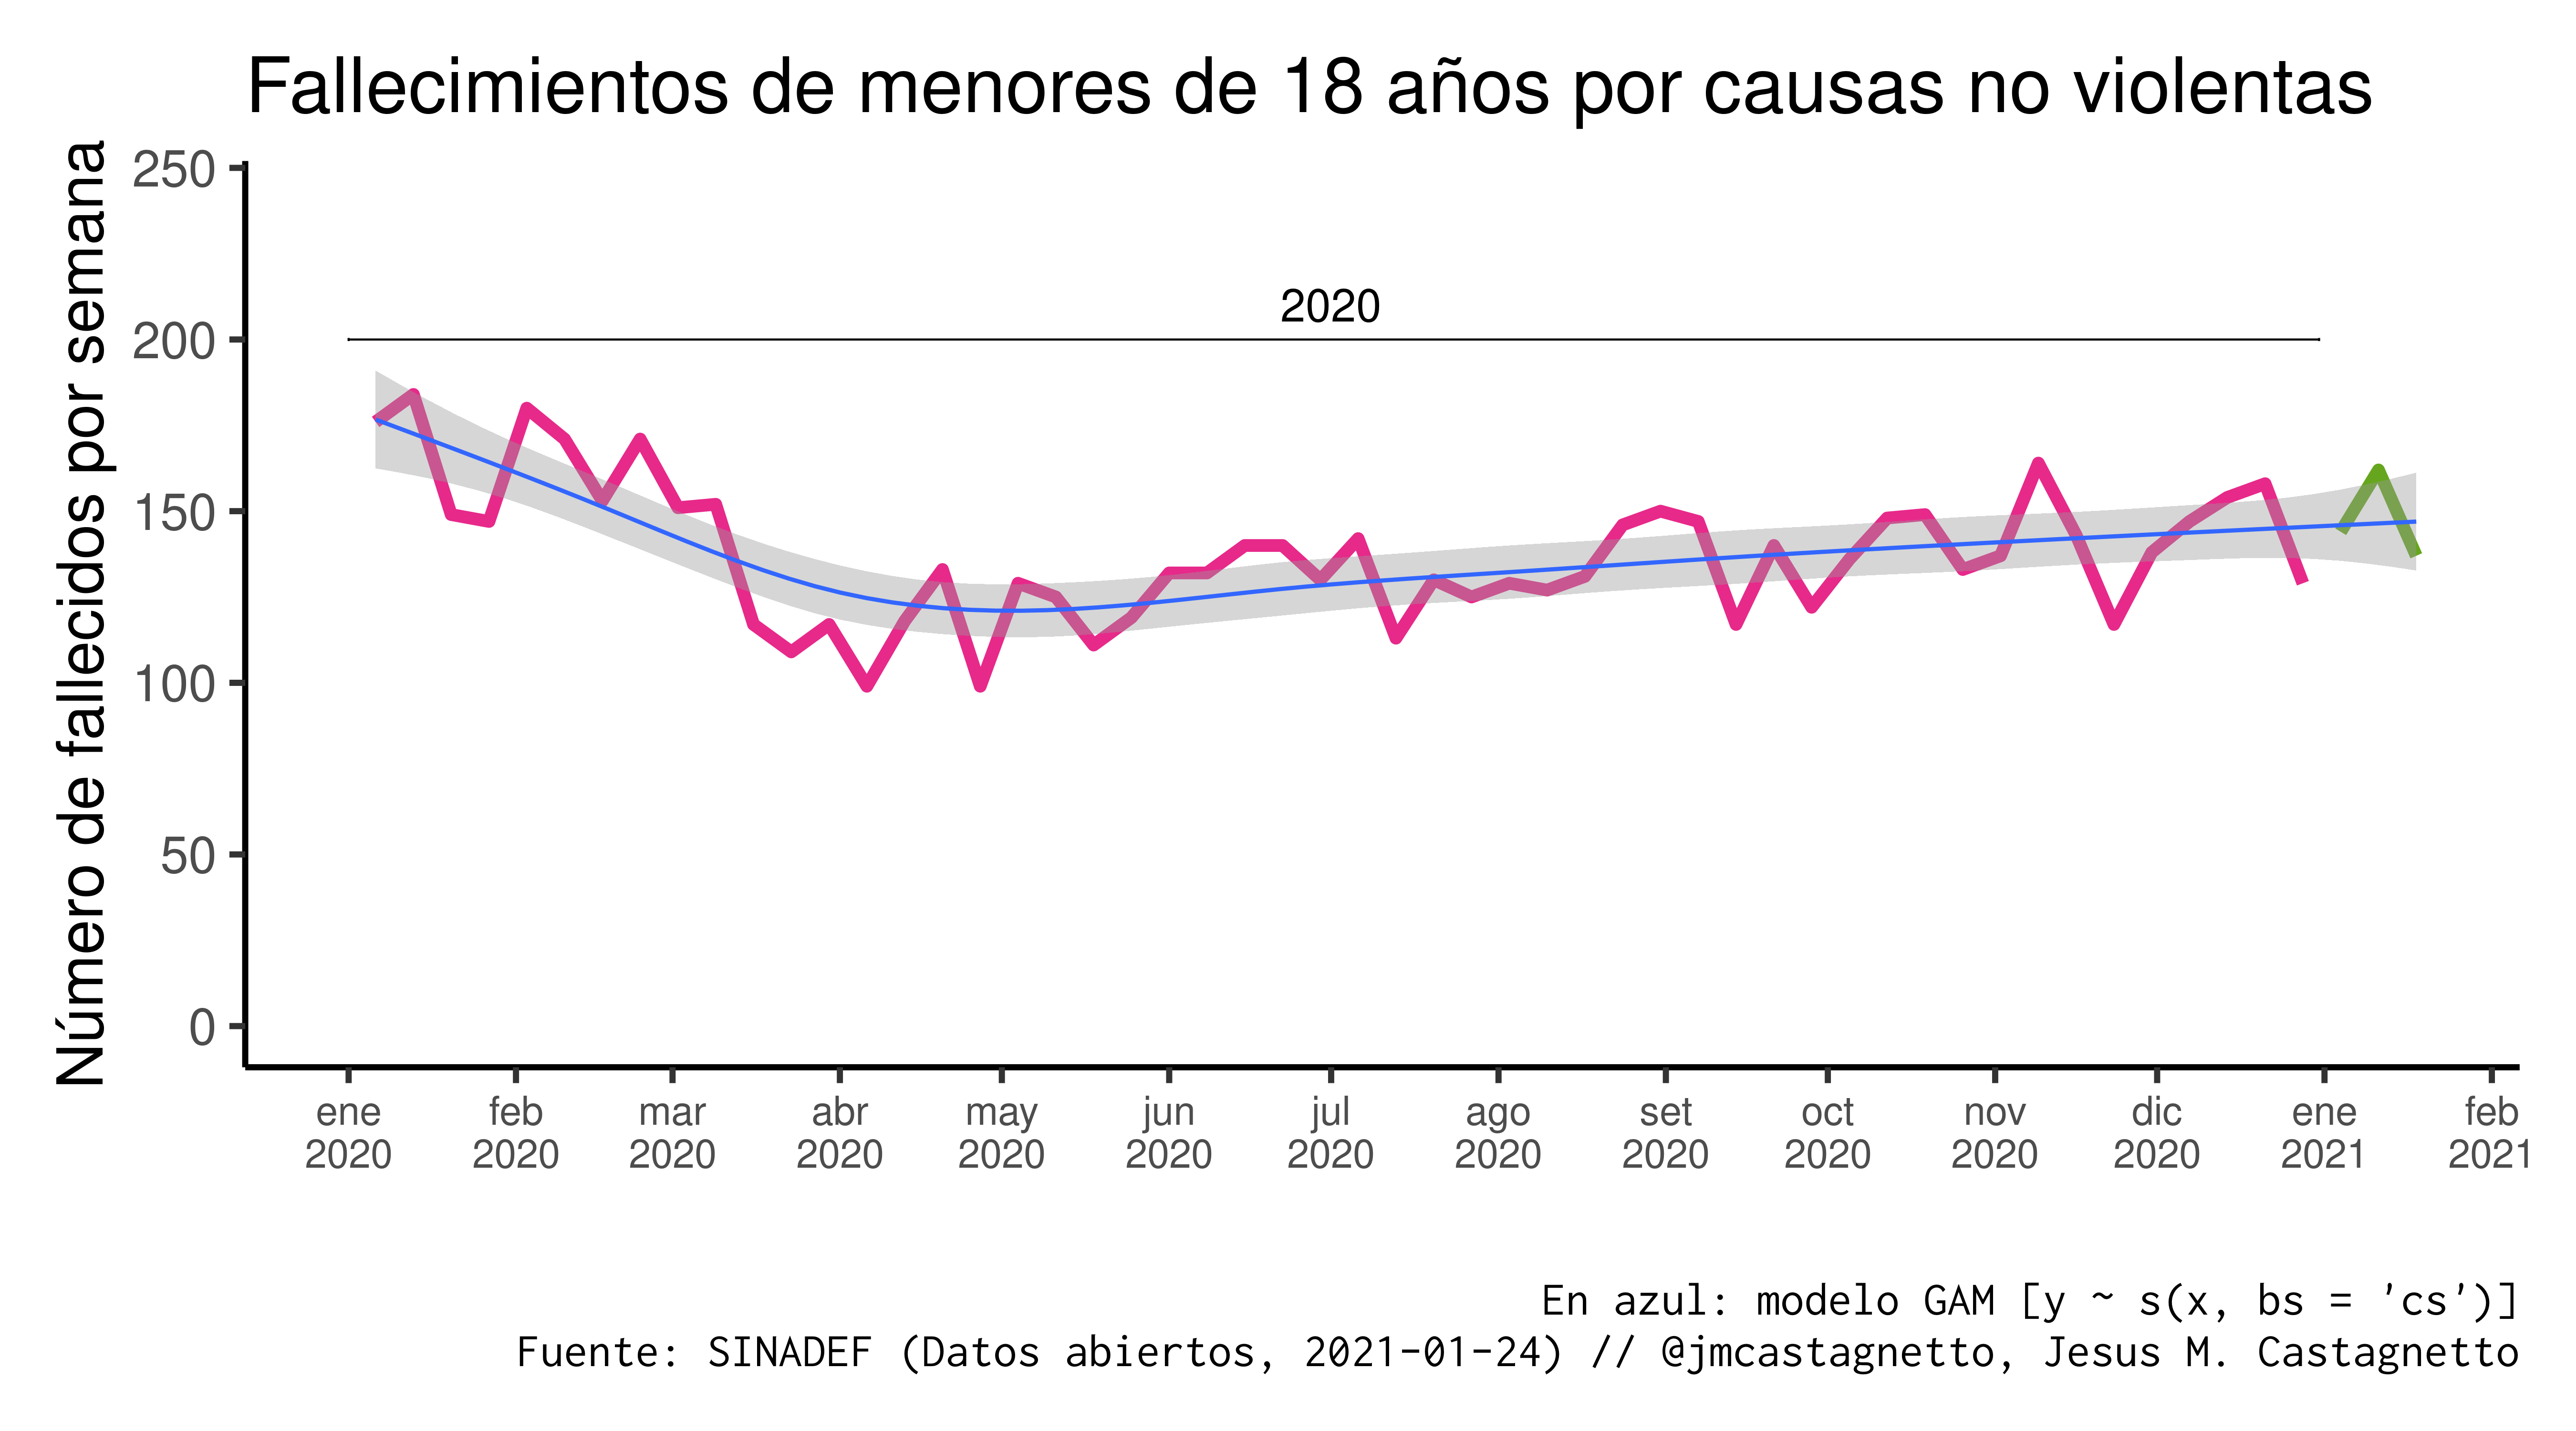 Fallecimientos de menores de 18 años por causas no violentas
Número de fallecidos por semana
250
200
150
100
50
0
2020
ene
2020
feb
2020
mar
2020
abr
2020
may
2020
jun
2020
jul
2020
ago
2020
set
2020
oct
2020
nov
2020
dic
2020
ene
2021
feb
2021
En azul: modelo GAM [y ~ s(x, bs = 'cs')]
Fuente: SINADEF (Datos abiertos, 2021-01-24) // @jmcastagnetto, Jesus M. Castagnetto